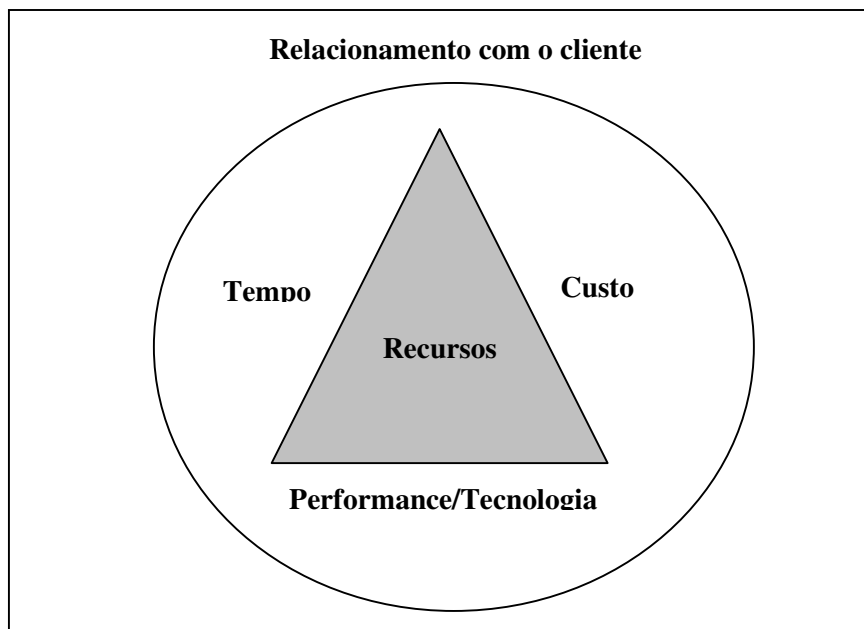 Relacionamento com o cliente
Tempo
Custo
Recursos
Performance/Tecnologia